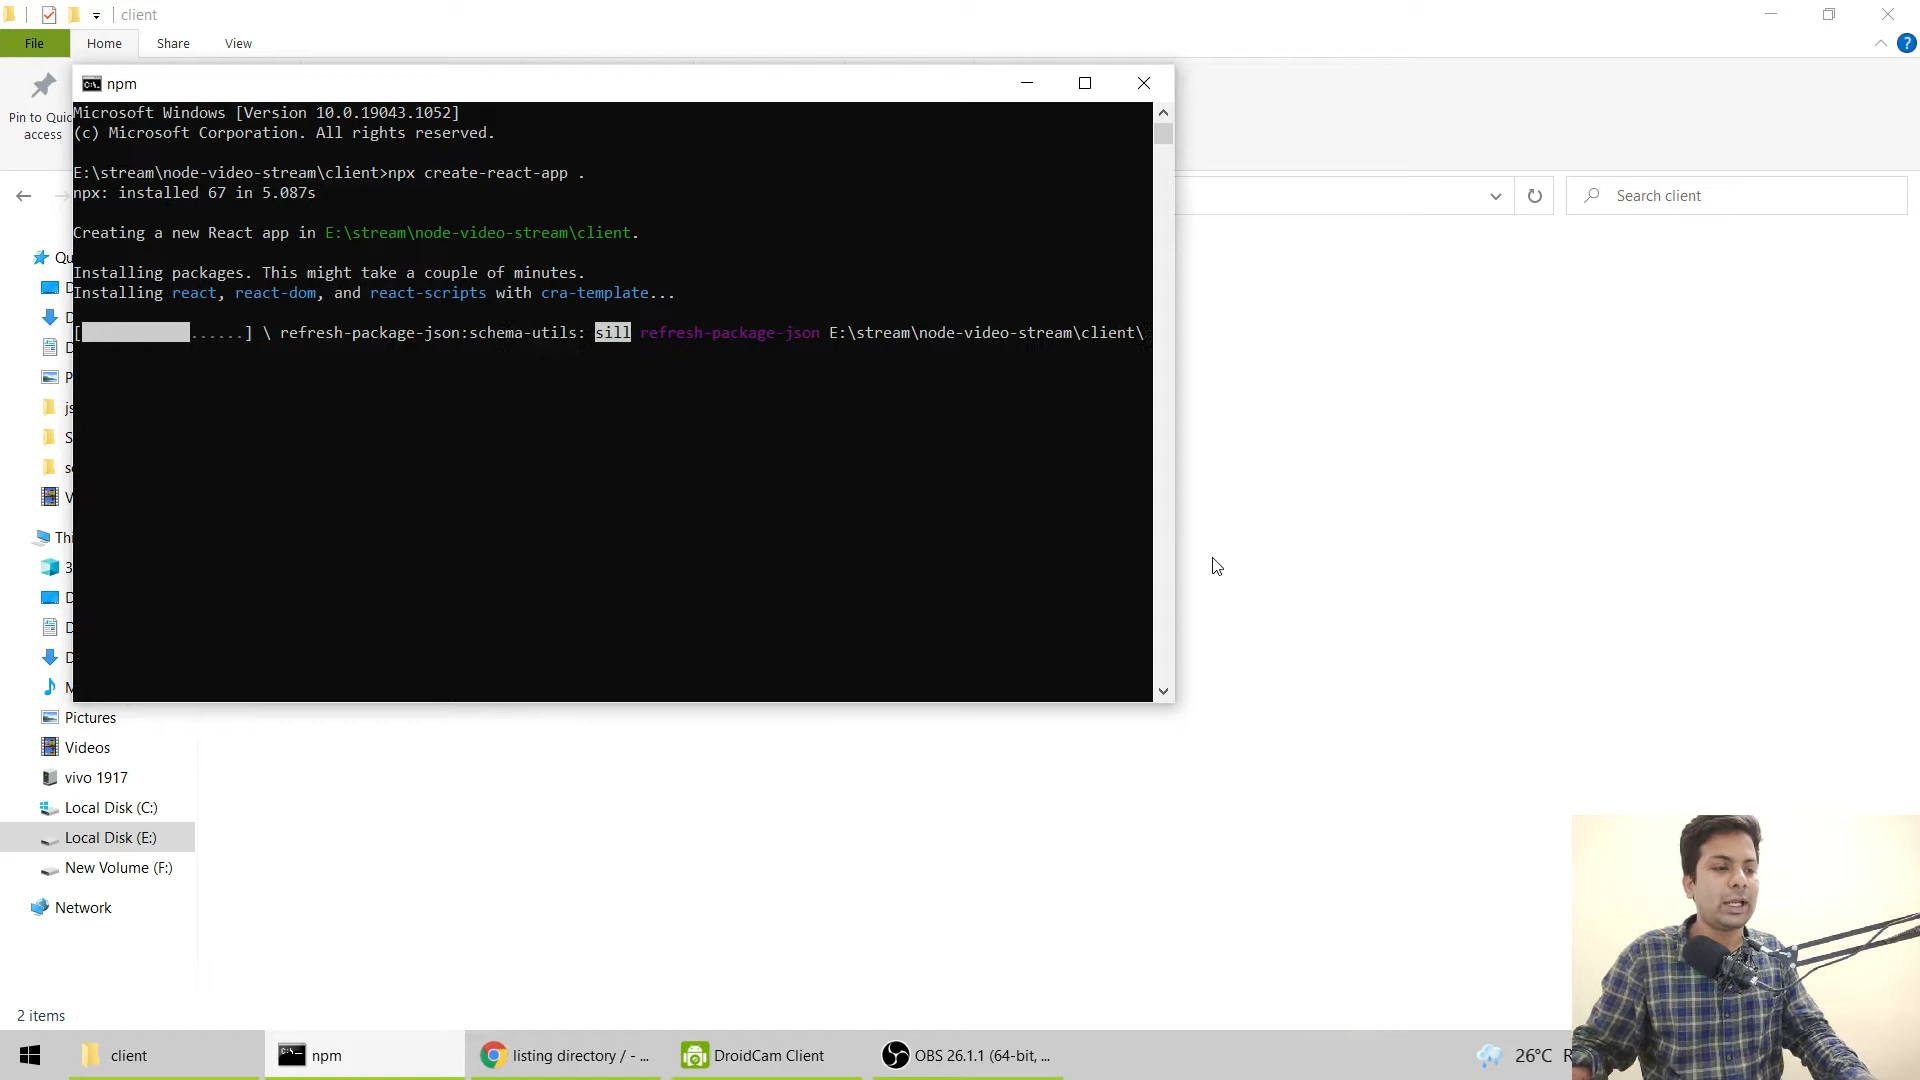 client
File
Home
Share
View
Pin to Quic
access
npm
Microsoft Windows [Version 10.0.19043.1052]
(c) Microsoft Corporation. All rights reserved.
E:\stream\node-video-stream\client>npx create-react-app .
npx: installed 67 in 5.087s
Creating a new React app in E:\stream\node-video-stream\client.
Installing packages. This might take a couple of minutes.
Installing react, react-dom, and react-scripts with cra-template...
[ ......] \ refresh-package-json:schema-utils: sill refresh-package-json E:\stream\node-video-stream\client\
Search client
Qu
D
D
D
P
js
S
se
V
Thi
3
D
D
D
M
Pictures
Videos
vivo 1917
Local Disk (C:)
Local Disk (E:)
New Volume (F:)
Network
2 items
client
npm
listing directory / - ...
DroidCam Client
OBS 26.1.1 (64-bit, ...
26°C R